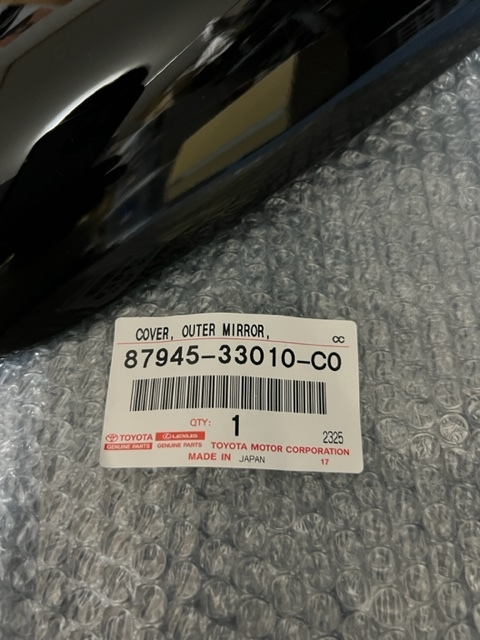 COVER, OUTER MIRROR,
CC
87945-33010-C0
QTY: 1
2325
TOYOTA
GENUINE PARTS
LEXUS
GENUINE PARTS
TOYOTA MOTOR CORPORATION
MADE IN JAPAN
17